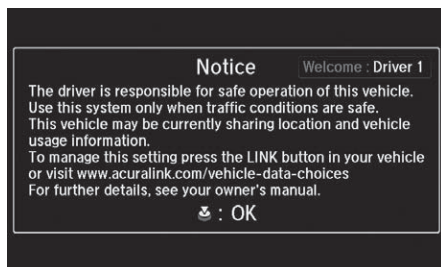 Notice
Welcome : Driver 1
The driver is responsible for safe operation of this vehicle.
Use this system only when traffic conditions are safe.
This vehicle may be currently sharing location and vehicle
usage information.
To manage this setting press the LINK button in your vehicle
or visit www.acuralink.com/vehicle-data-choices
For further details, see your owner's manual.
: OK